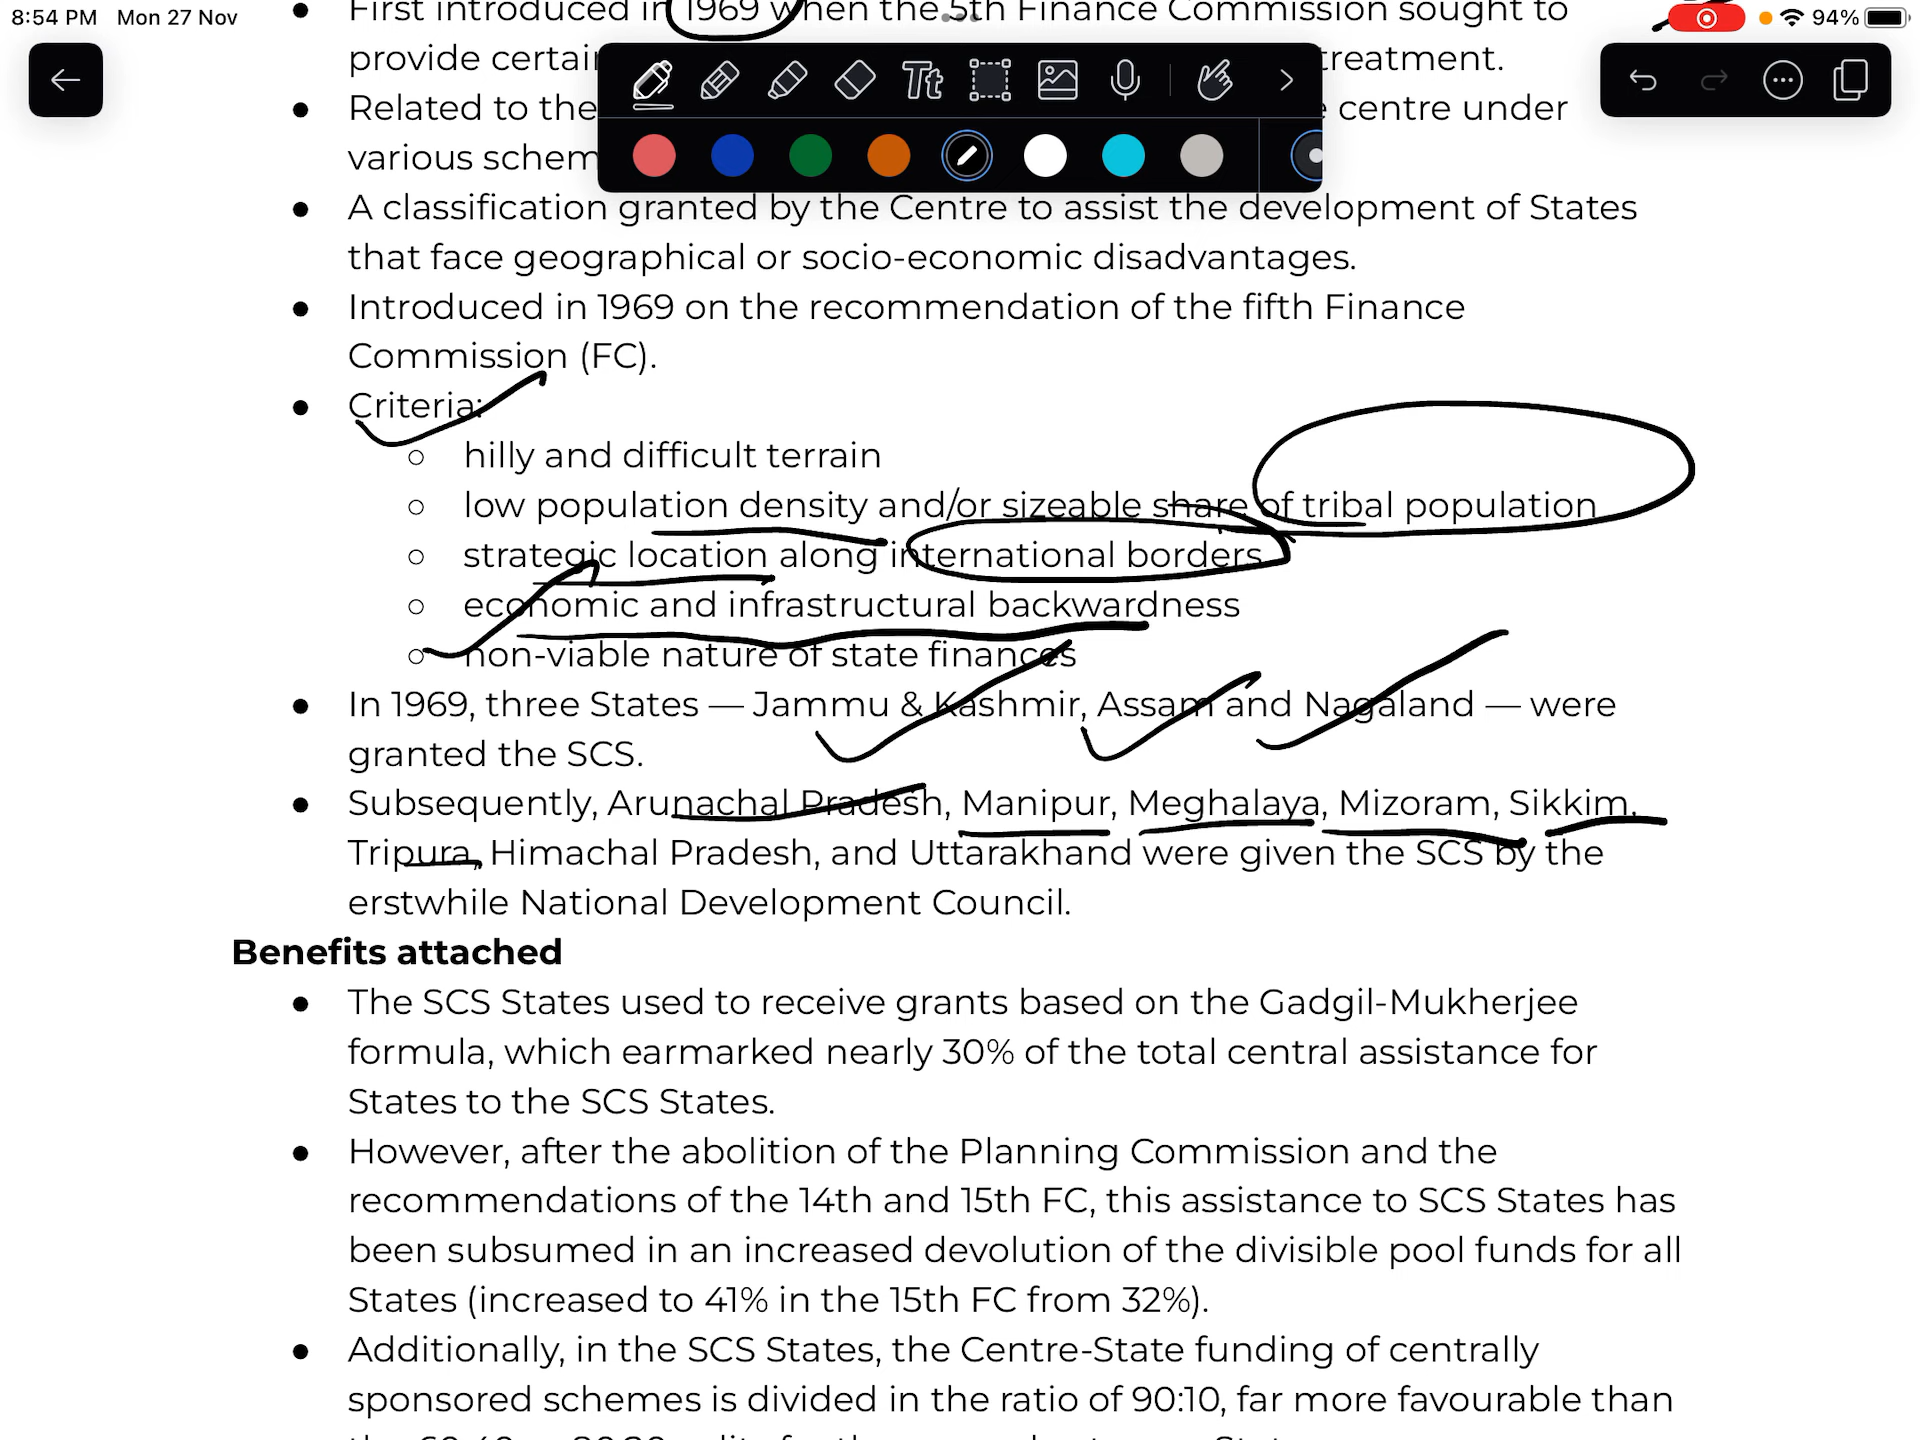 8:54 PM Mon 27 Nov
94%
First introduced in 1969 when the 5th Finance Commission sought to
provide certain treatment.
Tt
Related to the centre under
various schem
A classification granted by the Centre to assist the development of States
that face geographical or socio-economic disadvantages.
Introduced in 1969 on the recommendation of the fifth Finance
Commission (FC).
Criteria:
hilly and difficult terrain
low population density and/or sizeable share of tribal population
strategic location along international borders
economic and infrastructural backwardness
non-viable nature of state finances
In 1969, three States — Jammu & Kashmir, Assam and Nagaland — were
granted the SCS.
Subsequently, Arunachal Pradesh, Manipur, Meghalaya, Mizoram, Sikkim,
Tripura, Himachal Pradesh, and Uttarakhand were given the SCS by the
erstwhile National Development Council.
Benefits attached
The SCS States used to receive grants based on the Gadgil-Mukherjee
formula, which earmarked nearly 30% of the total central assistance for
States to the SCS States.
However, after the abolition of the Planning Commission and the
recommendations of the 14th and 15th FC, this assistance to SCS States has
been subsumed in an increased devolution of the divisible pool funds for all
States (increased to 41% in the 15th FC from 32%).
Additionally, in the SCS States, the Centre-State funding of centrally
sponsored schemes is divided in the ratio of 90:10, far more favourable than